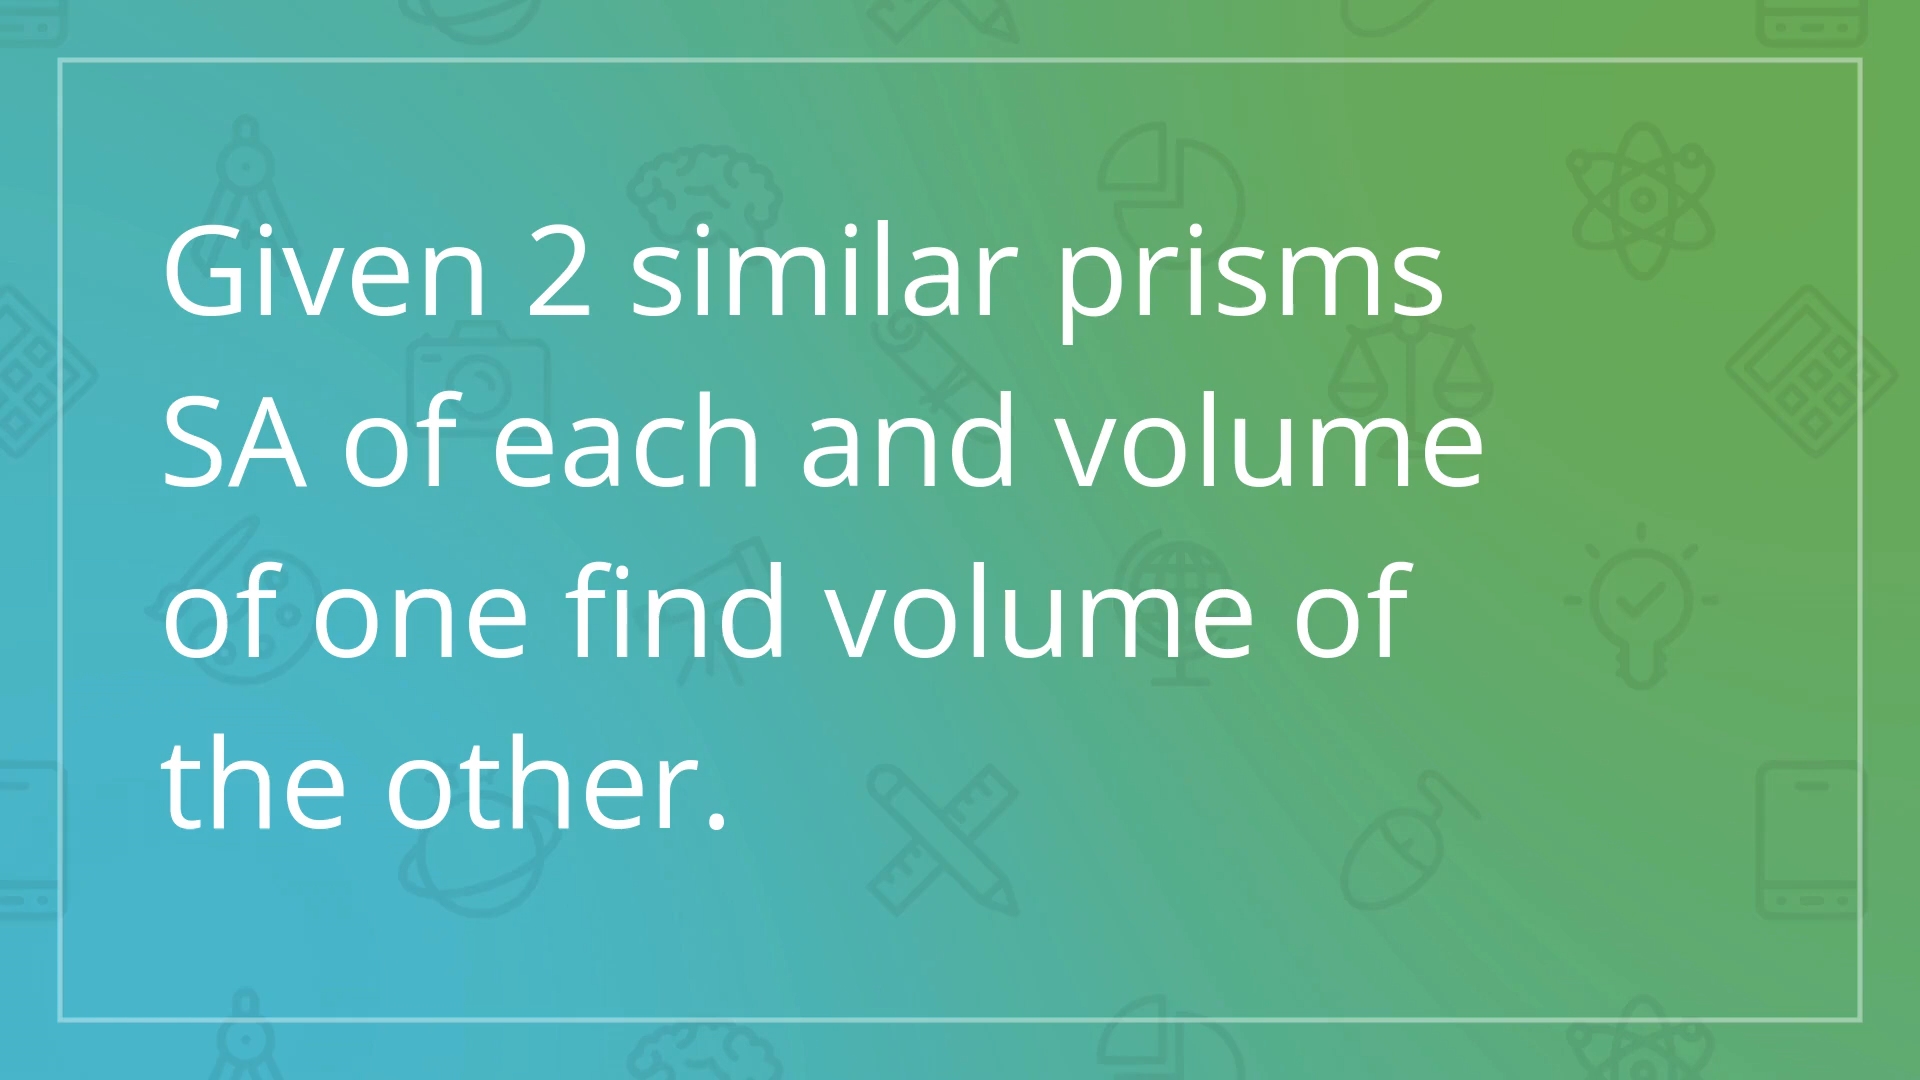 Given 2 similar prisms
SA of each and volume
of one find volume of
the other.